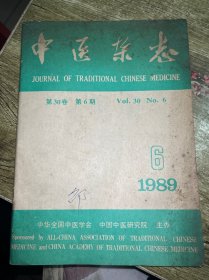 中医杂志
JOURNAL OF TRADITIONAL CHINESE MEDICINE
第30卷 第6期 Vol. 30 No. 6
6
1989
中华全国中医学会 中国中医研究院 主办
Sponsored by ALL-CHINA ASSOCIATION OF TRADITIONAL CHINESE
MEDICINE and CHINA ACADEMY OF TRADITIONAL CHINESE MEDICINE